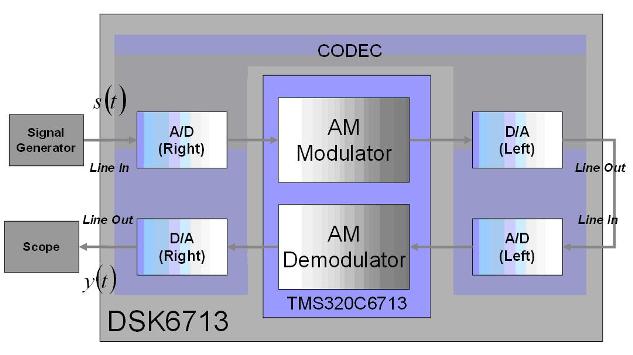 CODEC
s(t)
Signal
Generator
Line In
A/D
(Right)
AM
Modulator
D/A
(Left)
Line Out
Scope
Line Out
y(t)
D/A
(Right)
AM
Demodulator
A/D
(Left)
Line In
TMS320C6713
DSK6713